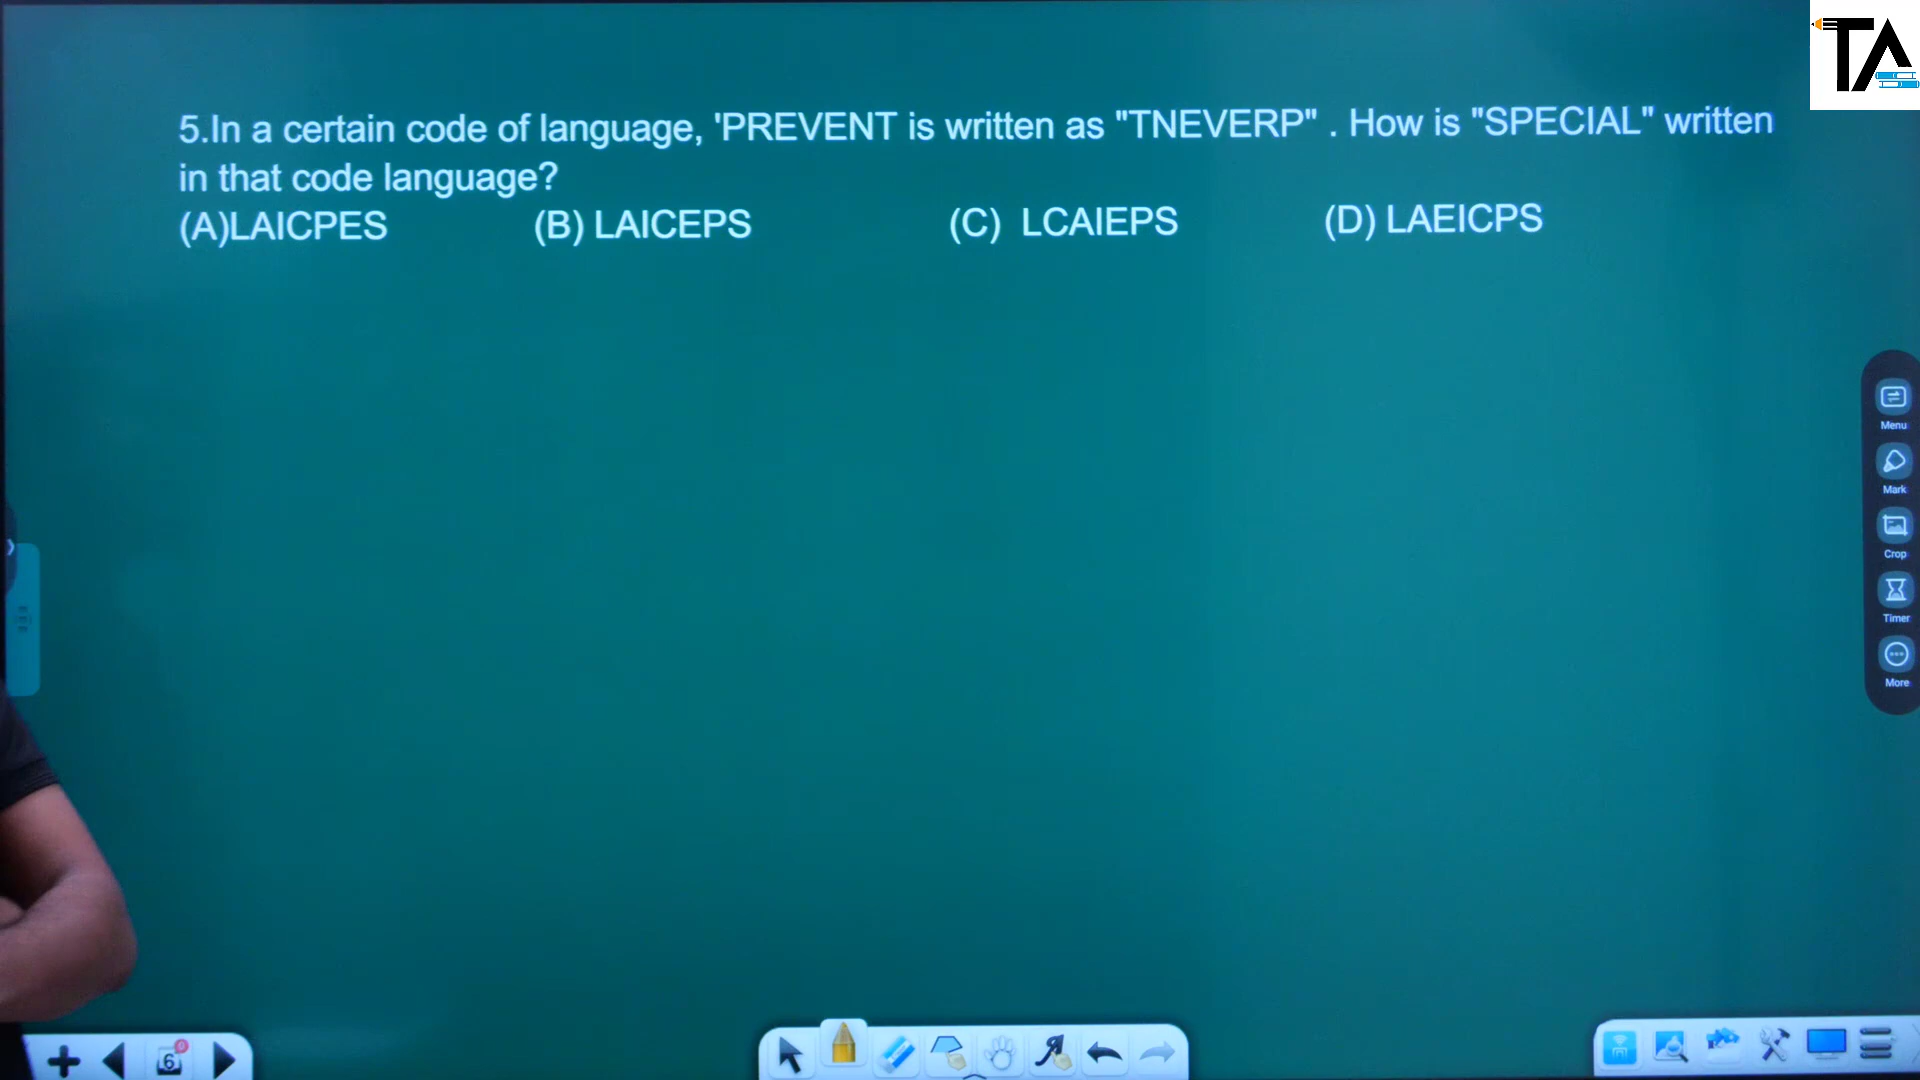 TA
5.In a certain code of language, 'PREVENT is written as "TNEVERP" . How is "SPECIAL" written
in that code language?
(A)LAICPES (B) LAICEPS (C) LCAIEPS (D) LAEICPS
Menu
Mark
Crop
Timer
More
6